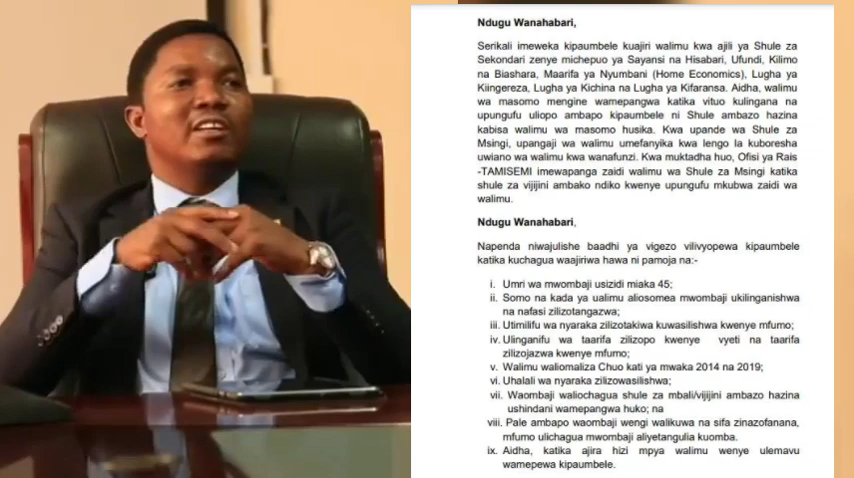 Ndugu Wanahabari,
Serikali imeweka kipaumbele kuajiri walimu kwa ajili ya Shule za
Sekondari zenye michepuo ya Sayansi na Hisabari, Ufundi, Kilimo
na Biashara, Maarifa ya Nyumbani (Home Economics), Lugha ya
Kiingereza, Lugha ya Kichina na Lugha ya Kifaransa. Aidha, walimu
wa masomo mengine wamepangwa katika vituo kulingana na
upungufu uliopo ambapo kipaumbele ni Shule ambazo hazina
kabisa walimu wa masomo husika. Kwa upande wa Shule za
Msingi, upangaji wa walimu umefanyika kwa lengo la kuboresha
uwiano wa walimu kwa wanafunzi. Kwa muktadha huo, Ofisi ya Rais
-TAMISEMI imewapanga zaidi walimu wa Shule za Msingi katika
shule za vijijini ambako ndiko kwenye upungufu mkubwa zaidi wa
walimu.
Ndugu Wanahabari,
Napenda niwajulishe baadhi ya vigezo vilivyopewa kipaumbele
katika kuchagua waajiriwa hawa ni pamoja na:-
i. Umri wa mwombaji usizidi miaka 45;
ii. Somo na kada ya ualimu aliosomea mwombaji ukilinganishwa
na nafasi zilizotangazwa;
iii. Utimilifu wa nyaraka zilizotakiwa kuwasilishwa kwenye mfumo;
iv. Ulinganifu wa taarifa zilizopo kwenye vyeti na taarifa
zilizojazwa kwenye mfumo;
v. Walimu waliomaliza Chuo kati ya mwaka 2014 na 2019;
vi. Uhalali wa nyaraka zilizowasilishwa;
vii. Waombaji waliochagua shule za mbali/vijijini ambazo hazina
ushindani wamepangwa huko; na
viii. Pale ambapo waombaji wengi walikuwa na sifa zinazofanana,
mfumo ulichagua mwombaji aliyetangulia kuomba.
ix. Aidha, katika ajira hizi mpya walimu wenye ulemavu
wamepewa kipaumbele.